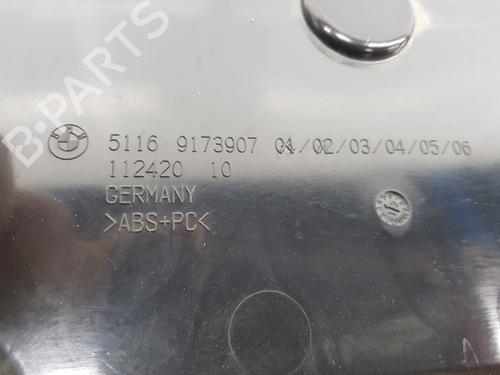 B-PARTS
5116 9173907 01/02/03/04/05/06
112420 10
GERMANY
>ABS+PC<